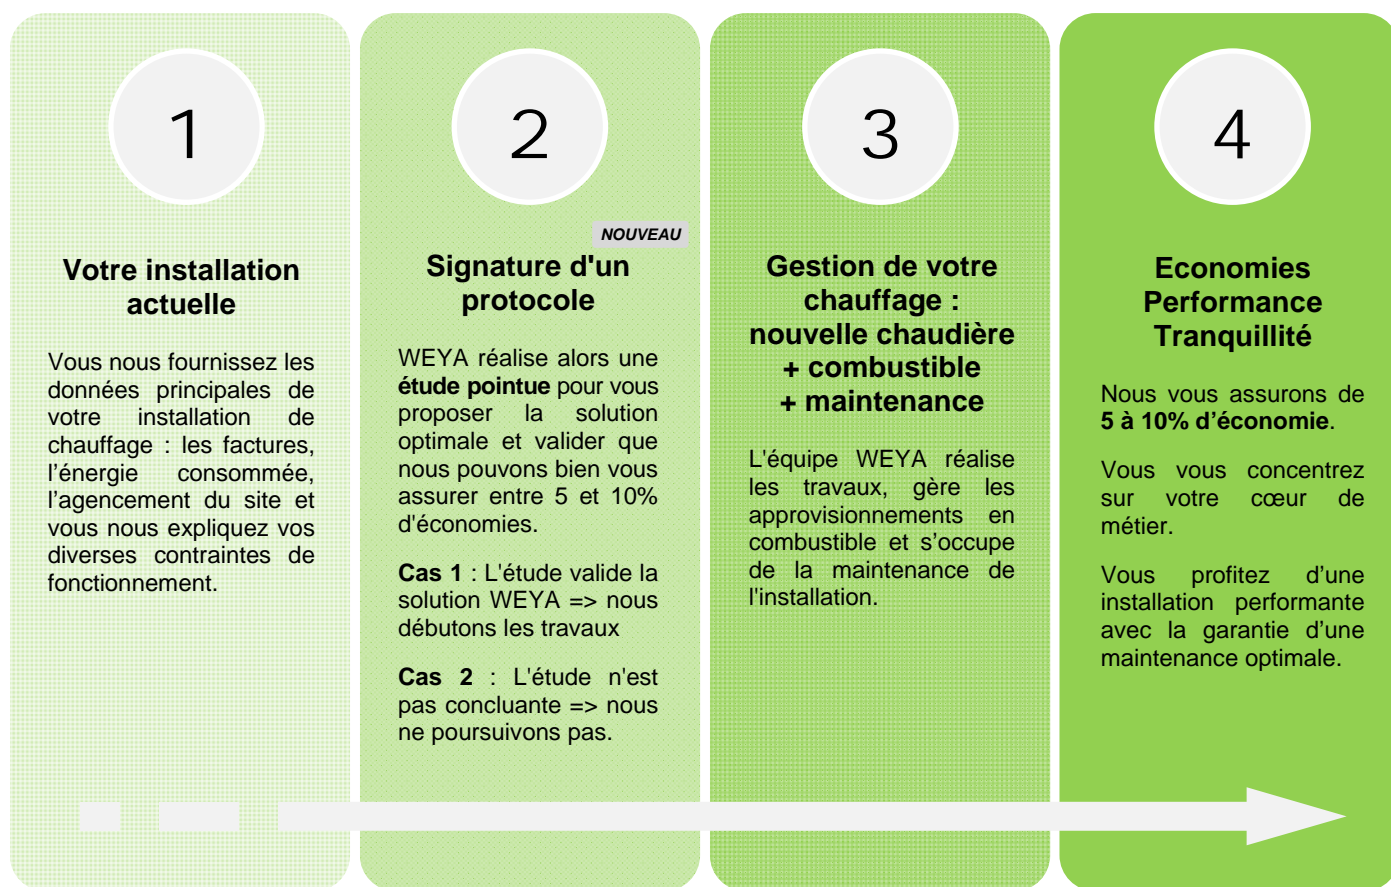 1
Votre installation
actuelle
Vous nous fournissez les
données principales de
votre installation de
chauffage : les factures,
l’énergie consommée,
l’agencement du site et
vous nous expliquez vos
diverses contraintes de
fonctionnement.
2
NOUVEAU
Signature d'un
protocole
WEYA réalise alors une
étude pointue pour vous
proposer la solution
optimale et valider que
nous pouvons bien vous
assurer entre 5 et 10%
d'économies.
Cas 1 : L'étude valide la
solution WEYA => nous
débutons les travaux
Cas 2 : L'étude n'est
pas concluante => nous
ne poursuivons pas.
3
Gestion de votre
chauffage :
nouvelle chaudière
+ combustible
+ maintenance
L'équipe WEYA réalise
les travaux, gère les
approvisionnements en
combustible et s’occupe
de la maintenance de
l'installation.
4
Economies
Performance
Tranquillité
Nous vous assurons de
5 à 10% d’économie.
Vous vous concentrez
sur votre cœur de
métier.
Vous profitez d’une
installation performante
avec la garantie d’une
maintenance optimale.